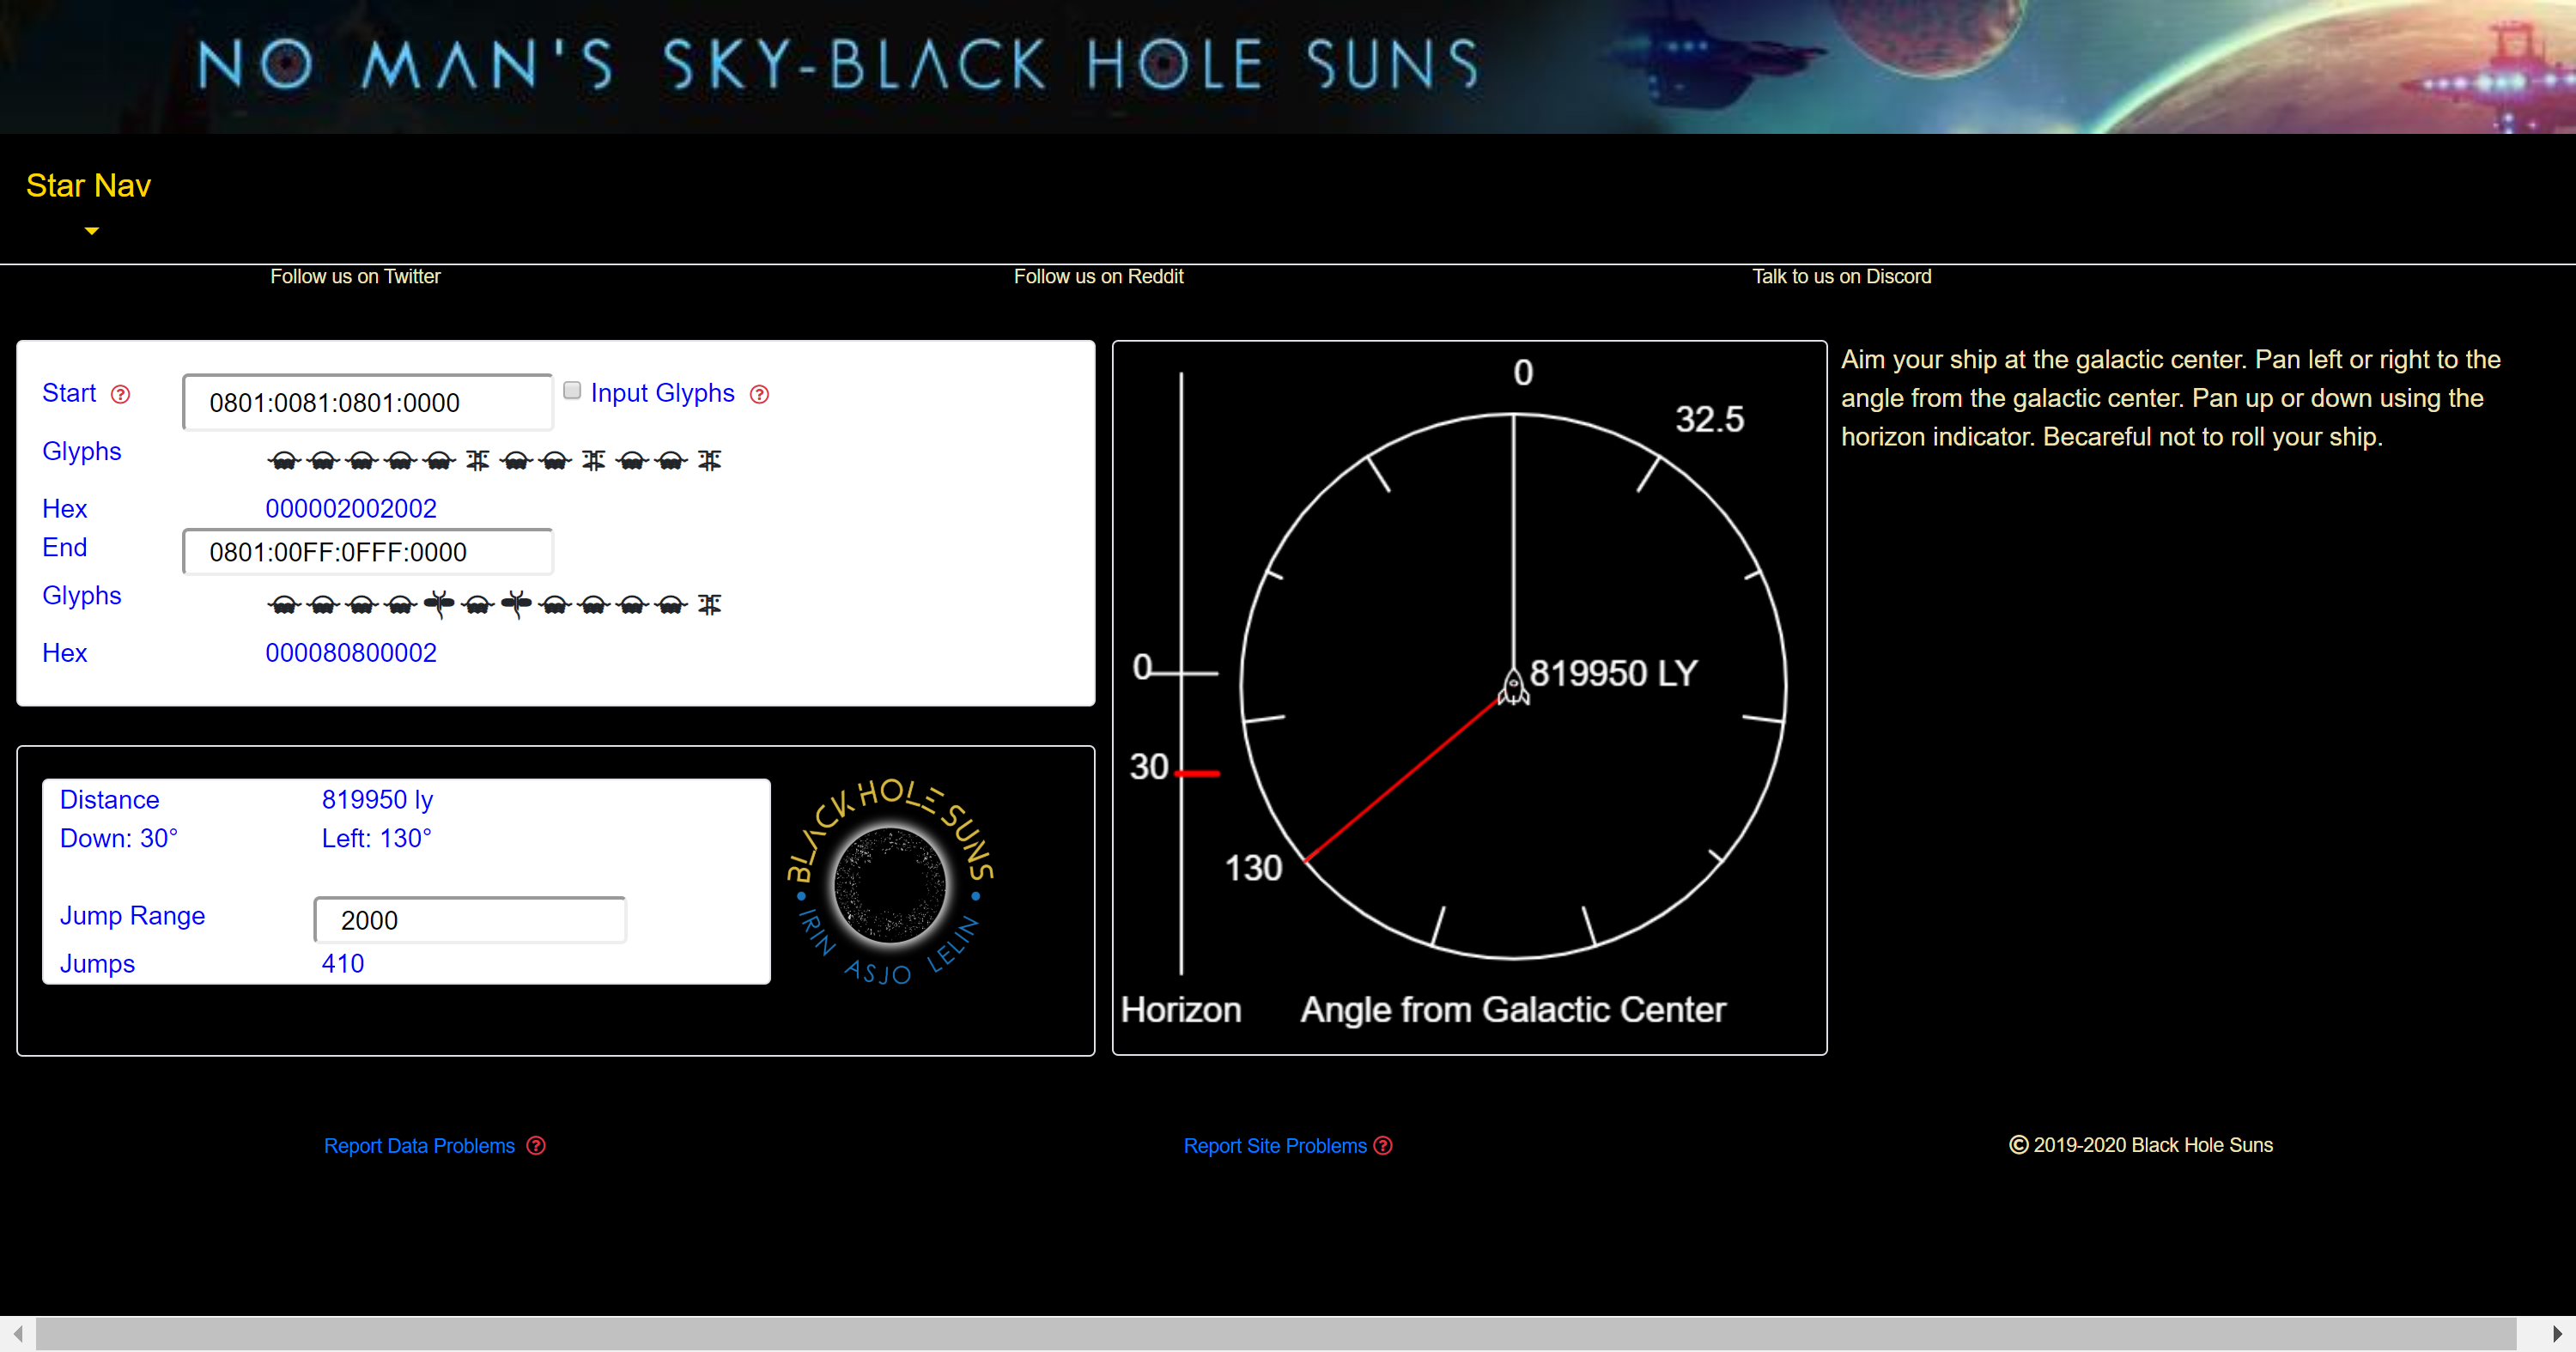 NO MAN'S SKY-BLACK HOLE SUNS
Star Nav
Follow us on Twitter
Follow us on Reddit
Talk to us on Discord
Start
0801:0081:0801:0000
Input Glyphs
Glyphs
Hex
000002002002
End
0801:00FF:0FFF:0000
Glyphs
Hex
000080800002
Distance
819950 ly
Down: 30°
Left: 130°
Jump Range
2000
Jumps
410
BLACK HOLE SUNS
IRIN ASJO LELIN
0
32.5
0
819950 LY
30
130
Horizon
Angle from Galactic Center
Aim your ship at the galactic center. Pan left or right to the
angle from the galactic center. Pan up or down using the
horizon indicator. Becareful not to roll your ship.
Report Data Problems
Report Site Problems
© 2019-2020 Black Hole Suns